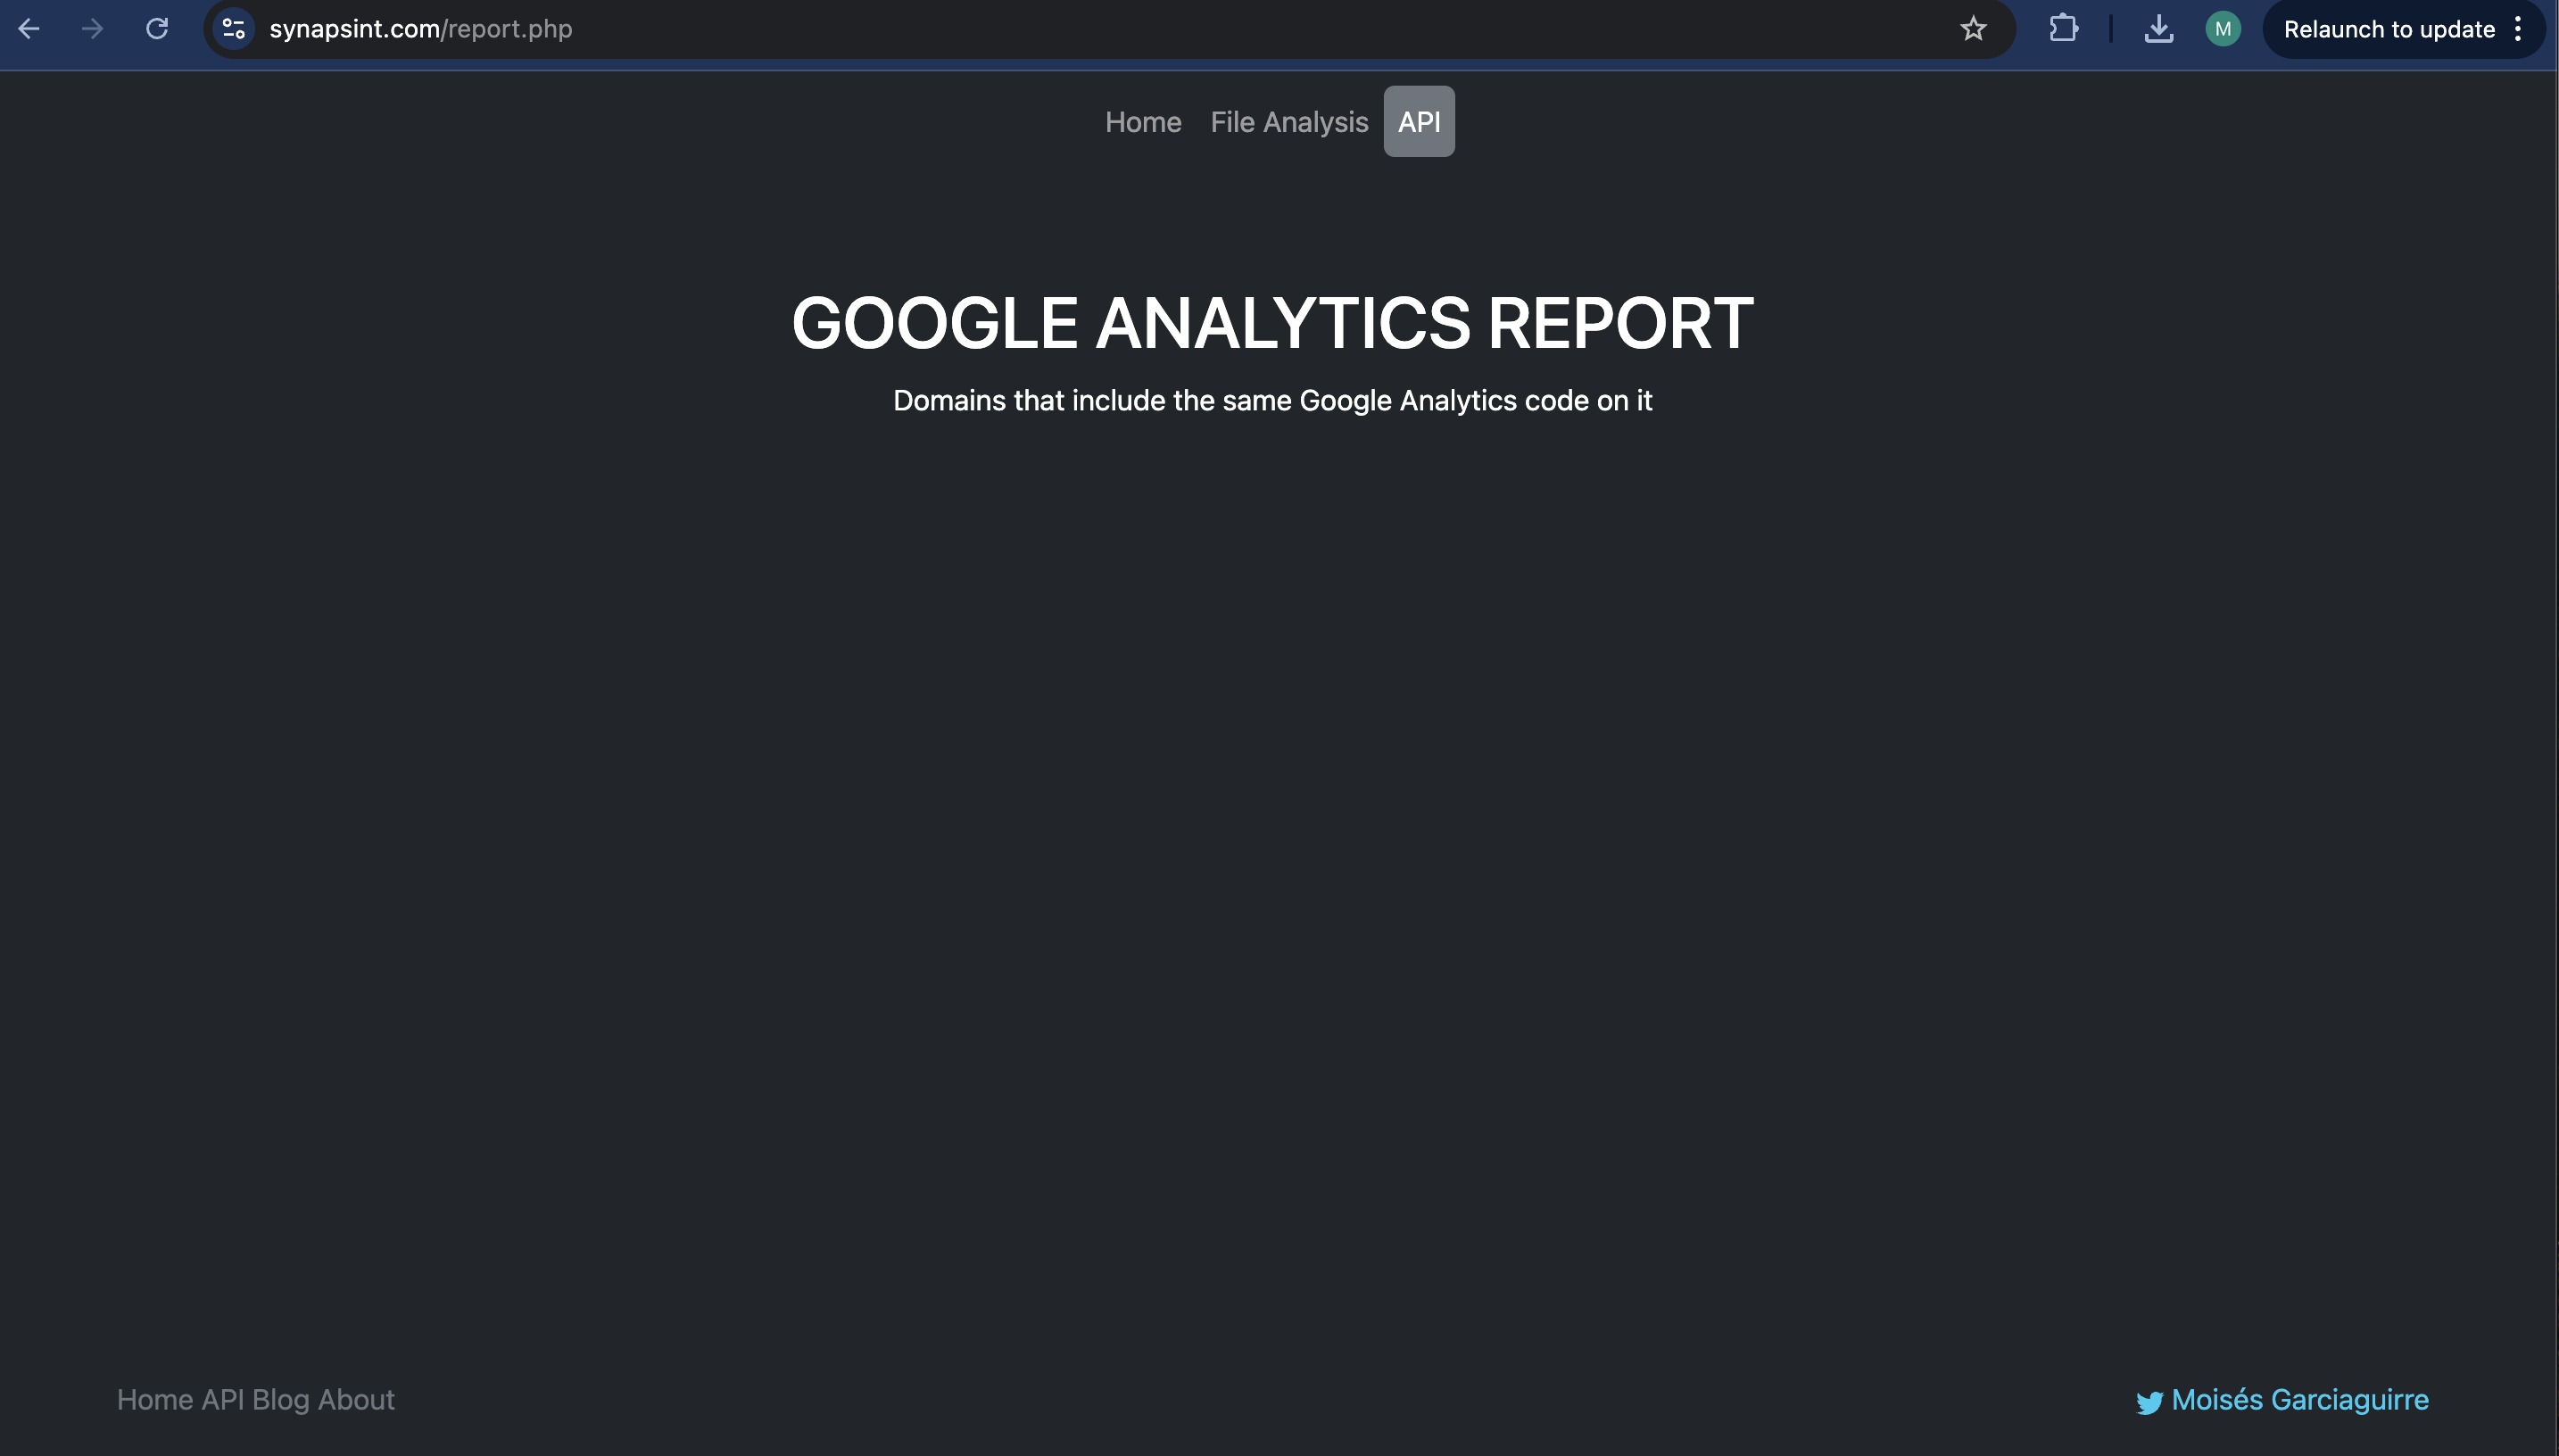 synapsint.com/report.php
M
Relaunch to update
Home File Analysis API
GOOGLE ANALYTICS REPORT
Domains that include the same Google Analytics code on it
Home API Blog About
Moisés Garciaguirre